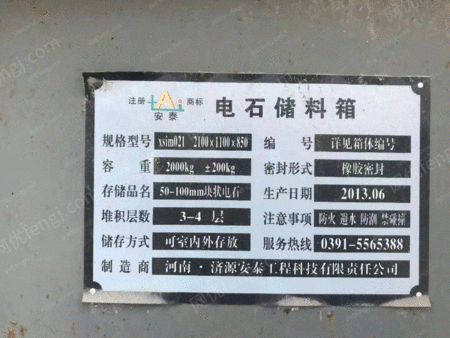 注册 商标
安泰
电石储料箱
规格型号 xsim021 2100×1100×850 编号 详见箱体编号
容重 2000kg ±200kg 密封形式 橡胶密封
存储品名 50-100mm块状电石 生产日期 2013.06
堆积层数 3-4 层 注意事项 防火 避水 防潮 禁碰撞
储存方式 可室内外存放 服务热线 0391-5565388
制造商 河南·济源安泰工程科技有限责任公司